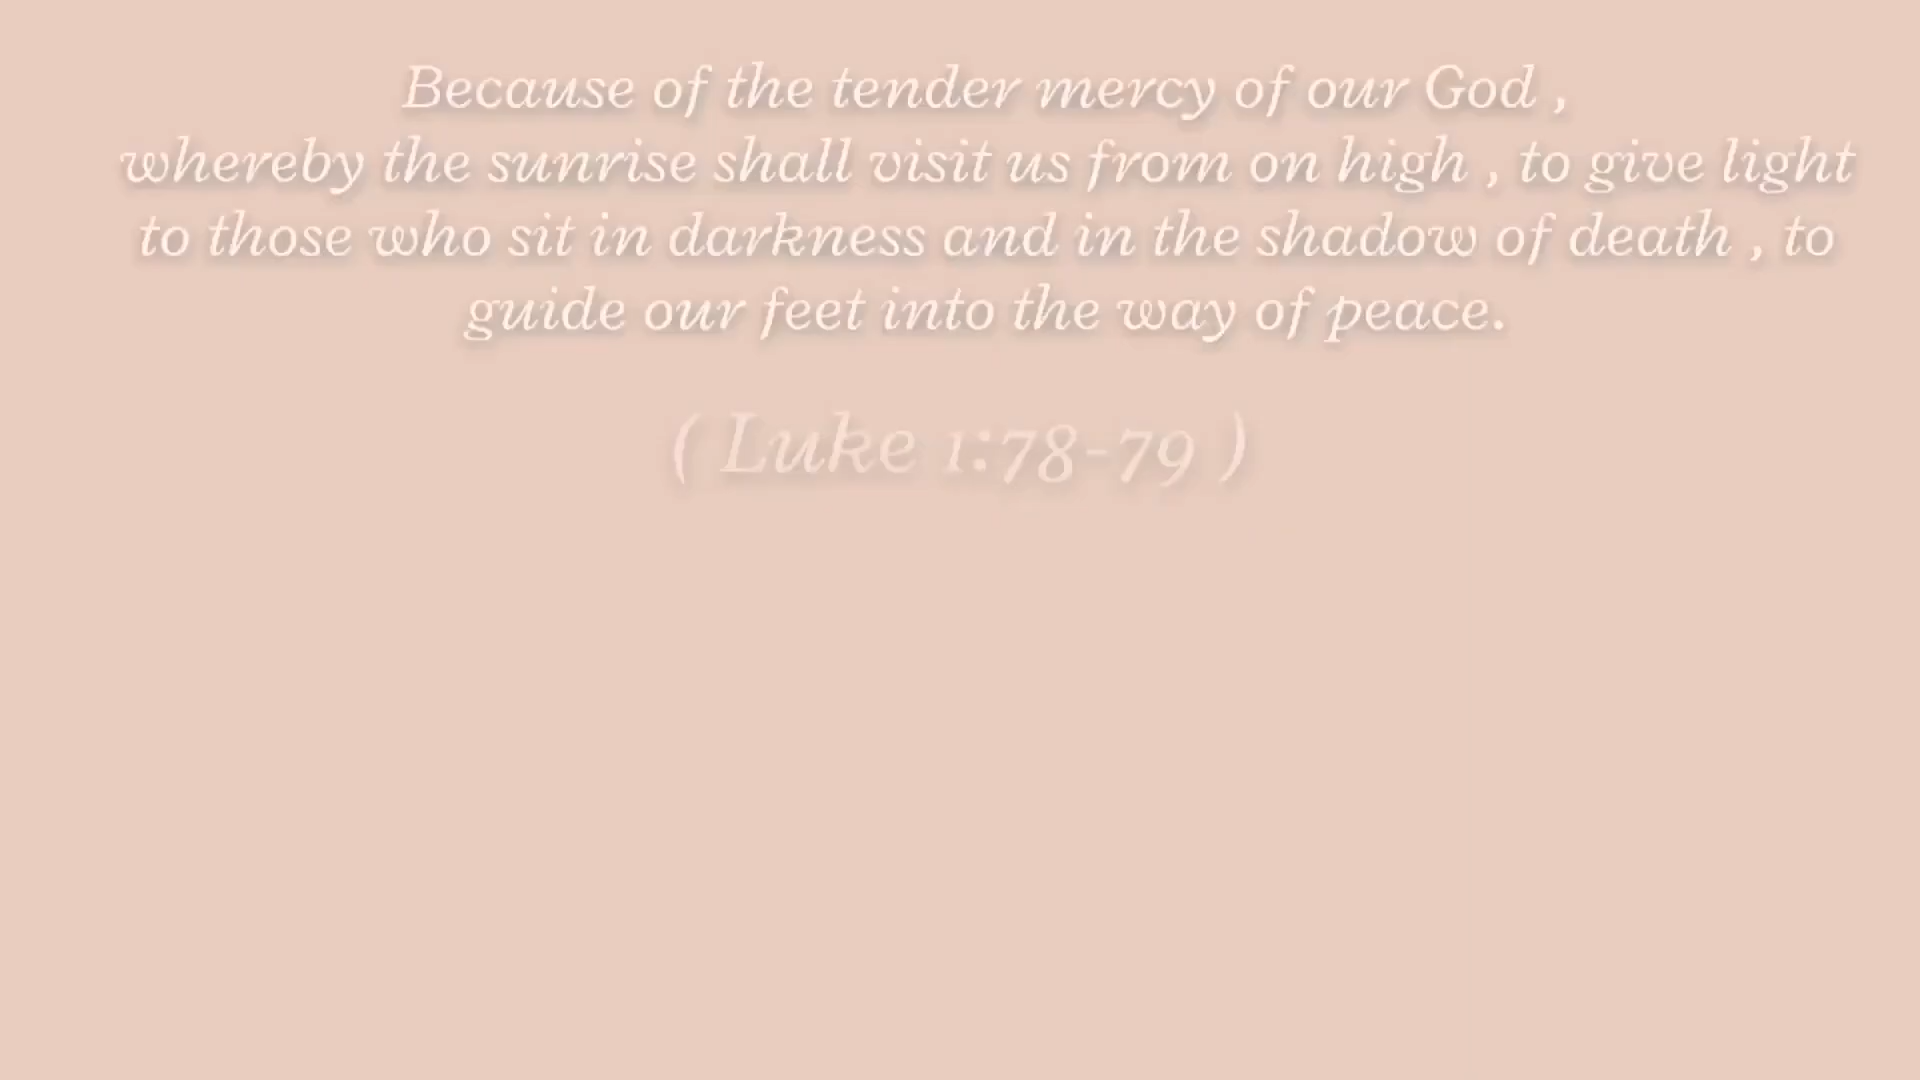 Because of the tender mercy of our God ,
whereby the sunrise shall visit us from on high , to give light
to those who sit in darkness and in the shadow of death , to
guide our feet into the way of peace.
( Luke 1:78-79 )